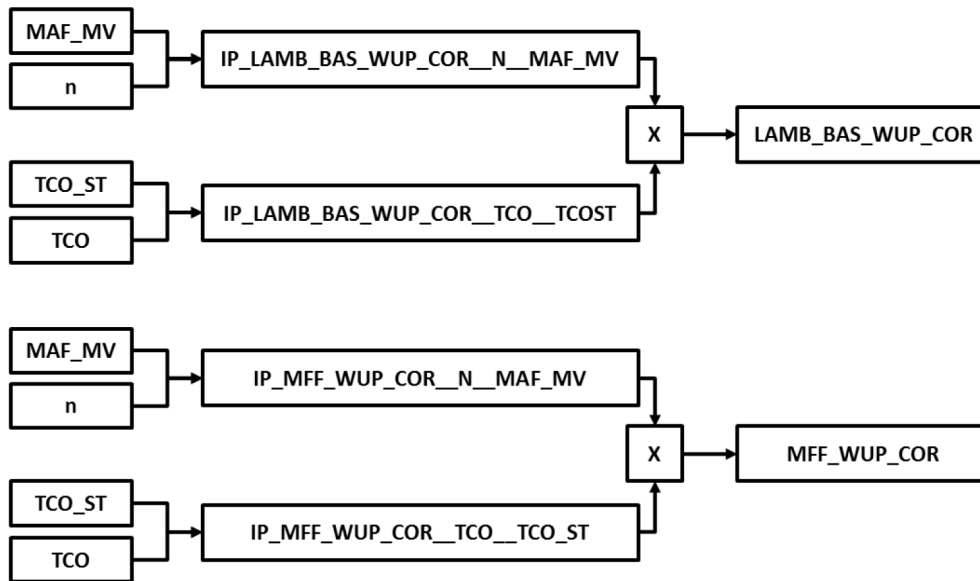 MAF_MV
n
IP_LAMB_BAS_WUP_COR__N__MAF_MV
X
LAMB_BAS_WUP_COR
TCO_ST
TCO
IP_LAMB_BAS_WUP_COR__TCO__TCOST
MAF_MV
n
IP_MFF_WUP_COR__N__MAF_MV
X
MFF_WUP_COR
TCO_ST
TCO
IP_MFF_WUP_COR__TCO__TCO_ST